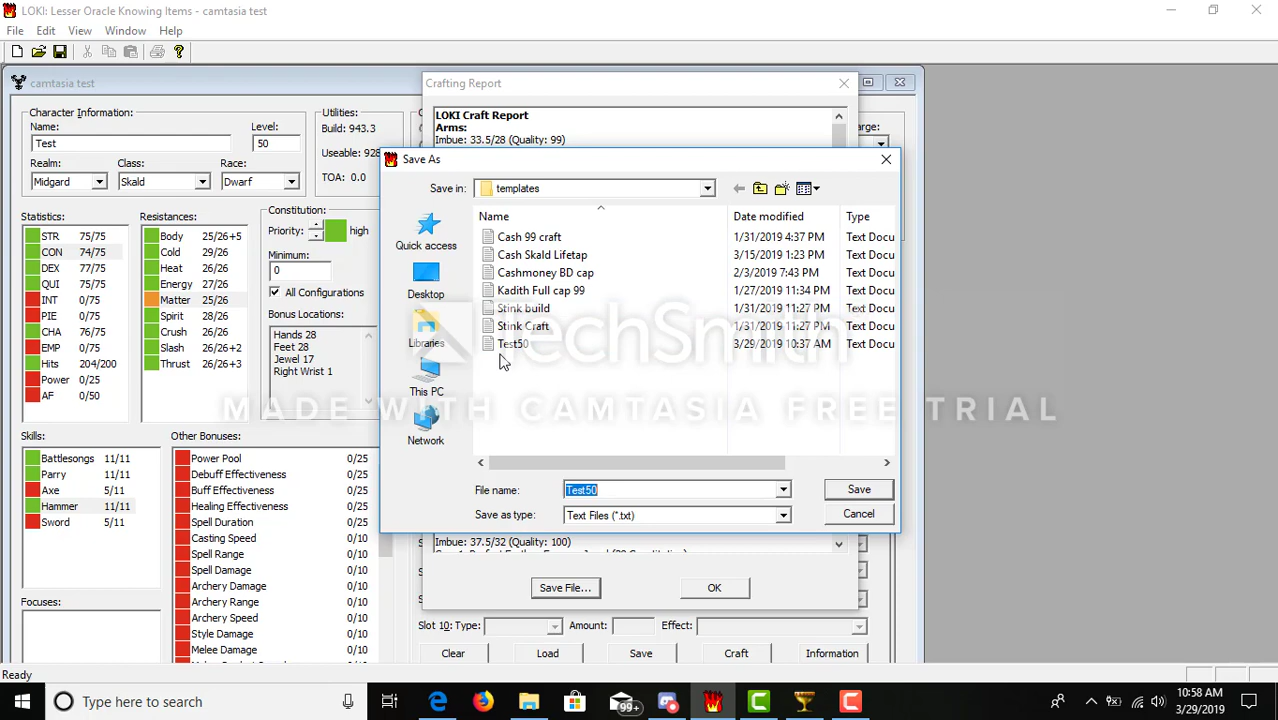 LOKI: Lesser Oracle Knowing Items - camtasia test
File Edit View Window Help
camtasia test
Character Information:
Name:
Level:
Test
50
Realm:
Class:
Race:
Midgard
Skald
Dwarf
Utilities:
Build: 943.3
Useable: 928
TOA: 0.0
Statistics:
STR 75/75
CON 74/75
DEX 77/75
QUI 75/75
INT 0/75
PIE 0/75
CHA 76/75
EMP 0/75
Hits 204/200
Power 0/25
AF 0/50
Resistances:
Body 25/26+5
Cold 29/26
Heat 26/26
Energy 27/26
Matter 25/26
Spirit 28/26
Crush 26/26
Slash 26/26+2
Thrust 26/26+3
Constitution:
Priority: high
Minimum:
0
All Configurations
Bonus Locations:
Hands 28
Feet 28
Jewel 17
Right Wrist 1
Skills:
Battlesongs 11/11
Parry 11/11
Axe 5/11
Hammer 11/11
Sword 5/11
Focuses:
Other Bonuses:
Power Pool 0/25
Debuff Effectiveness 0/25
Buff Effectiveness 0/25
Healing Effectiveness 0/25
Spell Duration 0/25
Casting Speed 0/10
Spell Range 0/10
Spell Damage 0/10
Archery Damage 0/10
Archery Range 0/10
Archery Speed 0/10
Style Damage 0/10
Melee Damage 0/10
Crafting Report
LOKI Craft Report
Arms:
Imbue: 33.5/28 (Quality: 99)
Save As
Save in: templates
Quick access
Desktop
Libraries
This PC
Network
Name Date modified Type
Cash 99 craft 1/31/2019 4:37 PM Text Docu
Cash Skald Lifetap 3/15/2019 1:23 PM Text Docu
Cashmoney BD cap 2/3/2019 7:43 PM Text Docu
Kadith Full cap 99 1/27/2019 11:34 PM Text Docu
Stink build 1/31/2019 11:27 PM Text Docu
Stink Craft 1/31/2019 11:27 PM Text Docu
Test50 3/29/2019 10:37 AM Text Docu
File name: Test50 Save
Save as type: Text Files (*.txt) Cancel
Imbue: 37.5/32 (Quality: 100)
Save File... OK
Slot 10: Type: Amount: Effect:
Clear Load Save Craft Information
TechSmith
MADE WITH CAMTASIA FREE TRIAL
Ready
Type here to search
99+
10:58 AM
3/29/2019